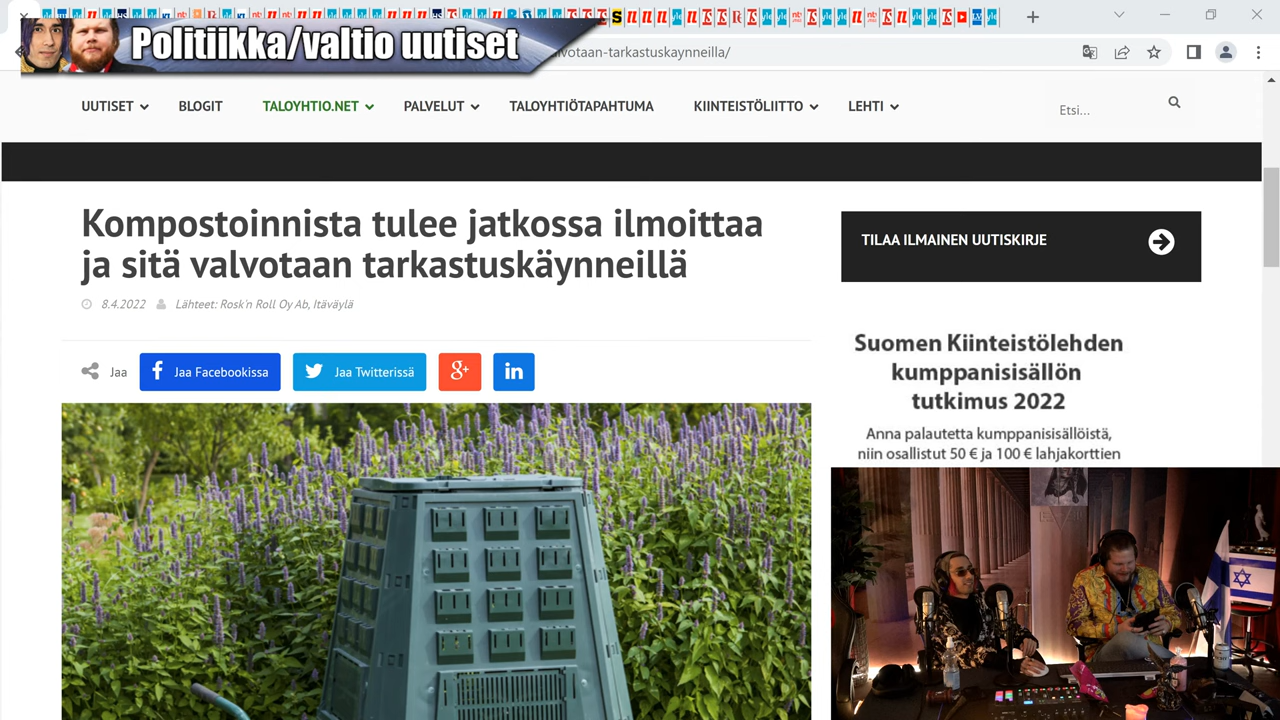 Politiikka/valtio uutiset
alvotaan-tarkastuskaynneilla/
UUTISET
BLOGIT
TALOYHTIO.NET
PALVELUT
TALOYHTIÖTAPAHTUMA
KIINTEISTÖLIITTO
LEHTI
Etsi...
Kompostoinnista tulee jatkossa ilmoittaa
ja sitä valvotaan tarkastuskäynneillä
8.4.2022
Lähteet: Rosk'n Roll Oy Ab, Itäväylä
Jaa
Jaa Facebookissa
Jaa Twitterissä
TILAA ILMAINEN UUTISKIRJE
Suomen Kiinteistölehden
kumppanisisällön
tutkimus 2022
Anna palautetta kumppanisisällöistä,
niin osallistut 50 € ja 100 € lahjakorttien